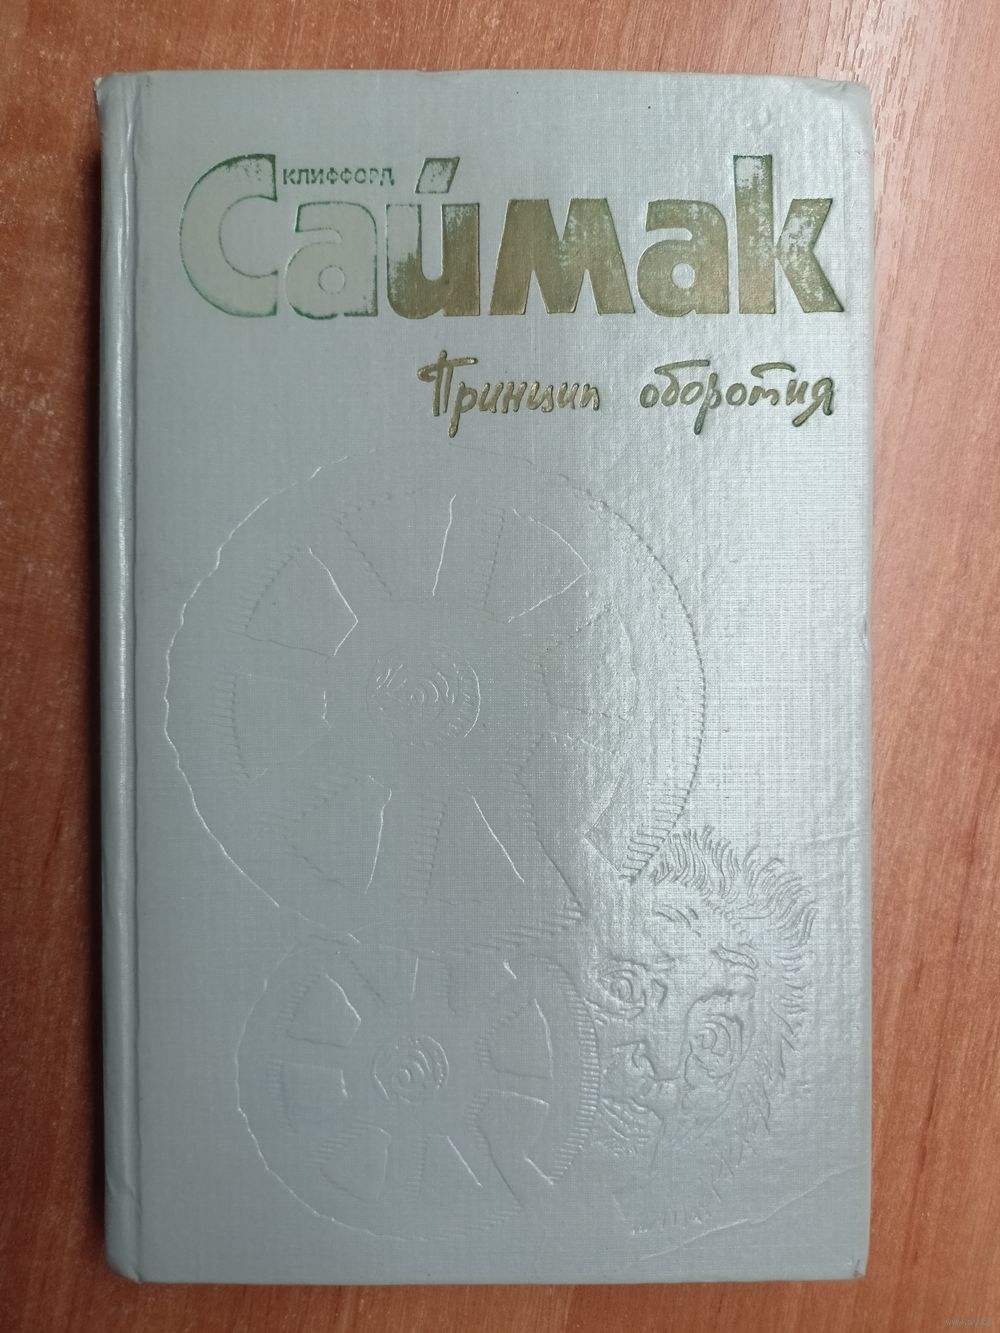 КЛИФФОРД
Саймак
Принцип оборотня